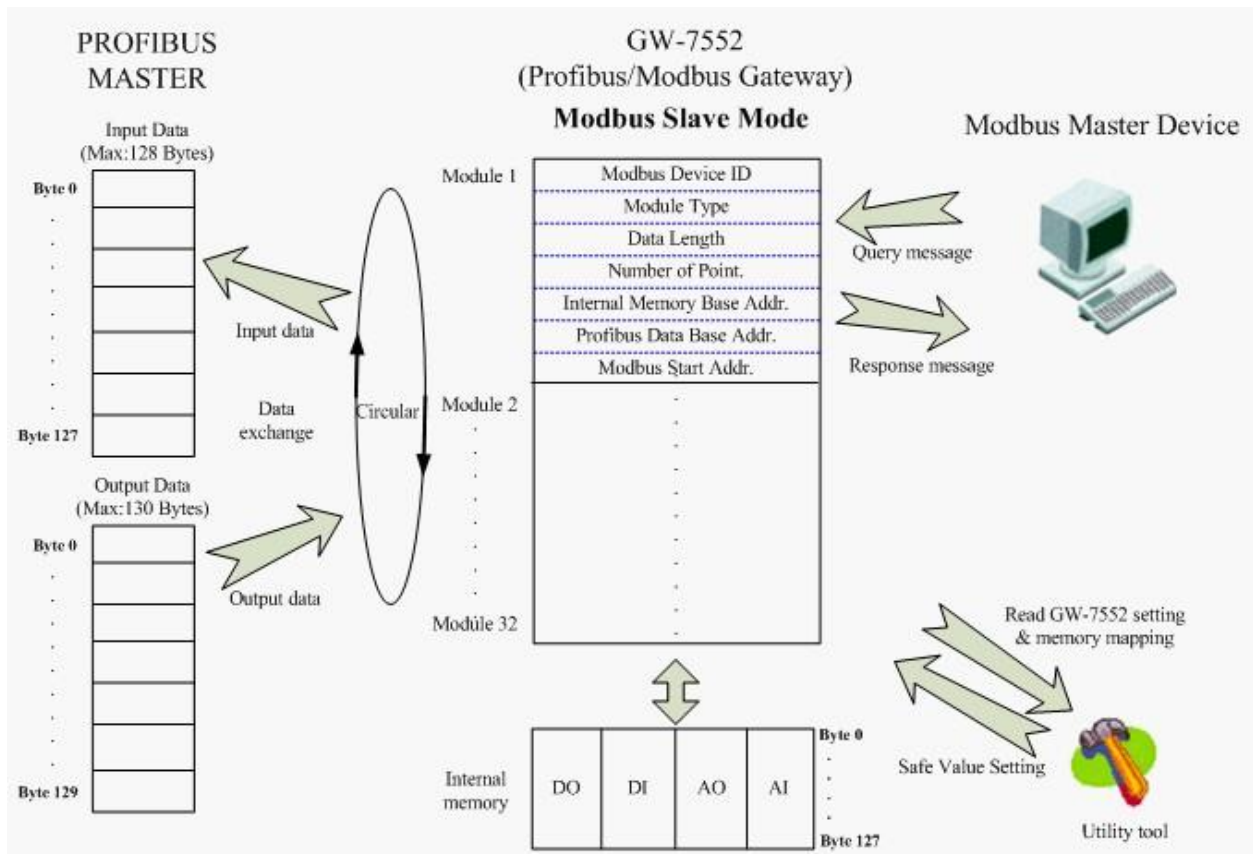 PROFIBUS
MASTER
Input Data
(Max:128 Bytes)
Byte 0
Byte 127
Input data
Data
exchange
Circular
Output Data
(Max:130 Bytes)
Byte 0
Byte 129
Output data
GW-7552
(Profibus/Modbus Gateway)
Modbus Slave Mode
Module 1
Modbus Device ID
Module Type
Data Length
Number of Point.
Internal Memory Base Addr.
Profibus Data Base Addr.
Modbus Start Addr.
Module 2
Module 32
Modbus Master Device
Query message
Response message
Read GW-7552 setting
& memory mapping
Safe Value Setting
Utility tool
Internal
memory
DO
DI
AO
AI
Byte 0
Byte 127